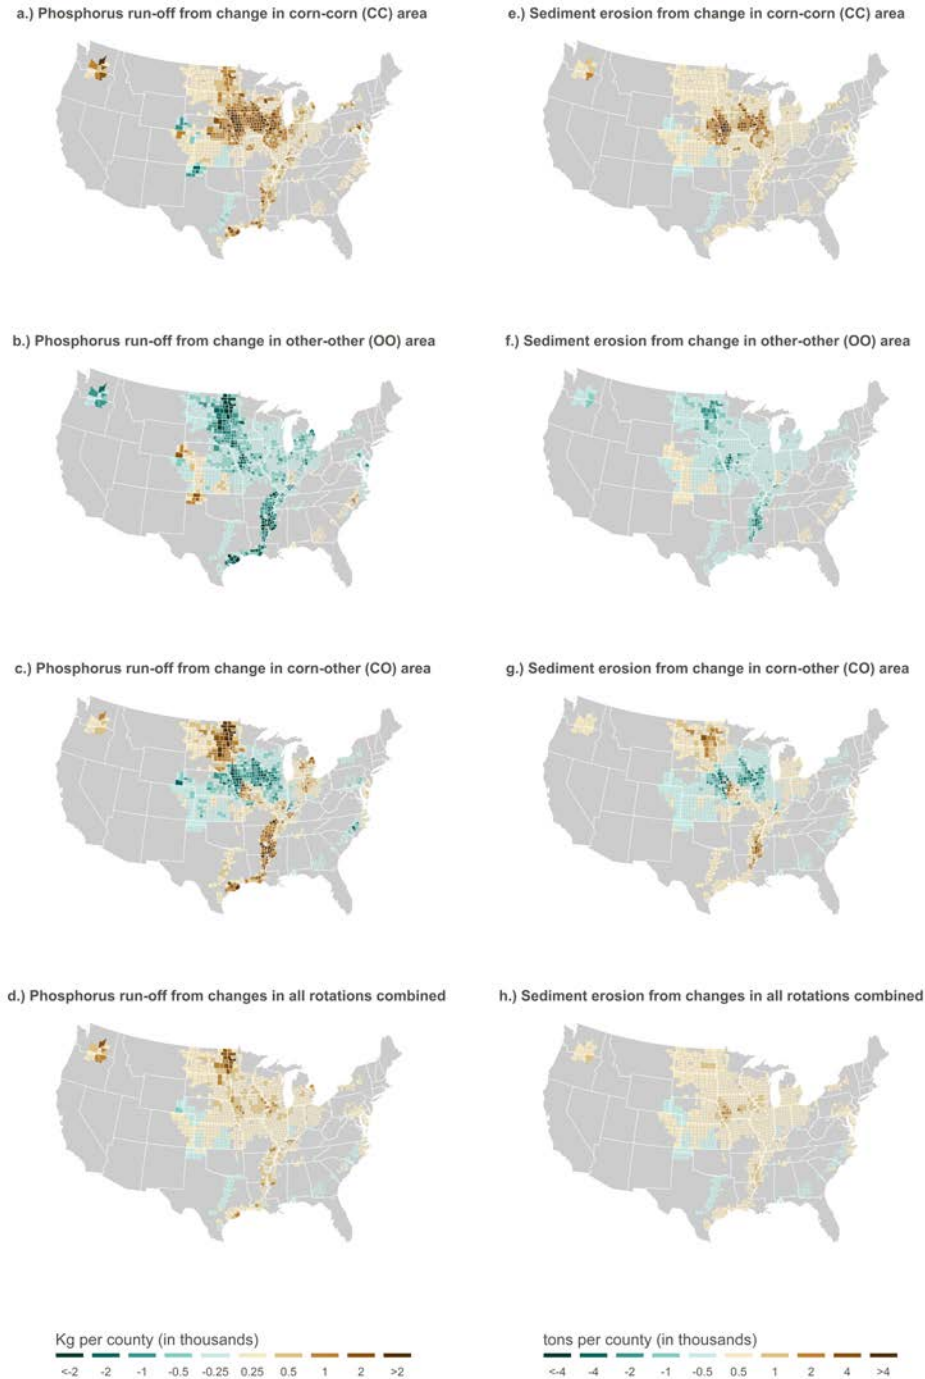 a.) Phosphorus run-off from change in corn-corn (CC) area
e.) Sediment erosion from change in corn-corn (CC) area
b.) Phosphorus run-off from change in other-other (OO) area
f.) Sediment erosion from change in other-other (OO) area
c.) Phosphorus run-off from change in corn-other (CO) area
g.) Sediment erosion from change in corn-other (CO) area
d.) Phosphorus run-off from changes in all rotations combined
h.) Sediment erosion from changes in all rotations combined
Kg per county (in thousands)
<-2 -2 -1 -0.5 -0.25 0.25 0.5 1 2 >2
tons per county (in thousands)
<-4 -4 -1 -1 -0.5 0.5 1 2 4 >4